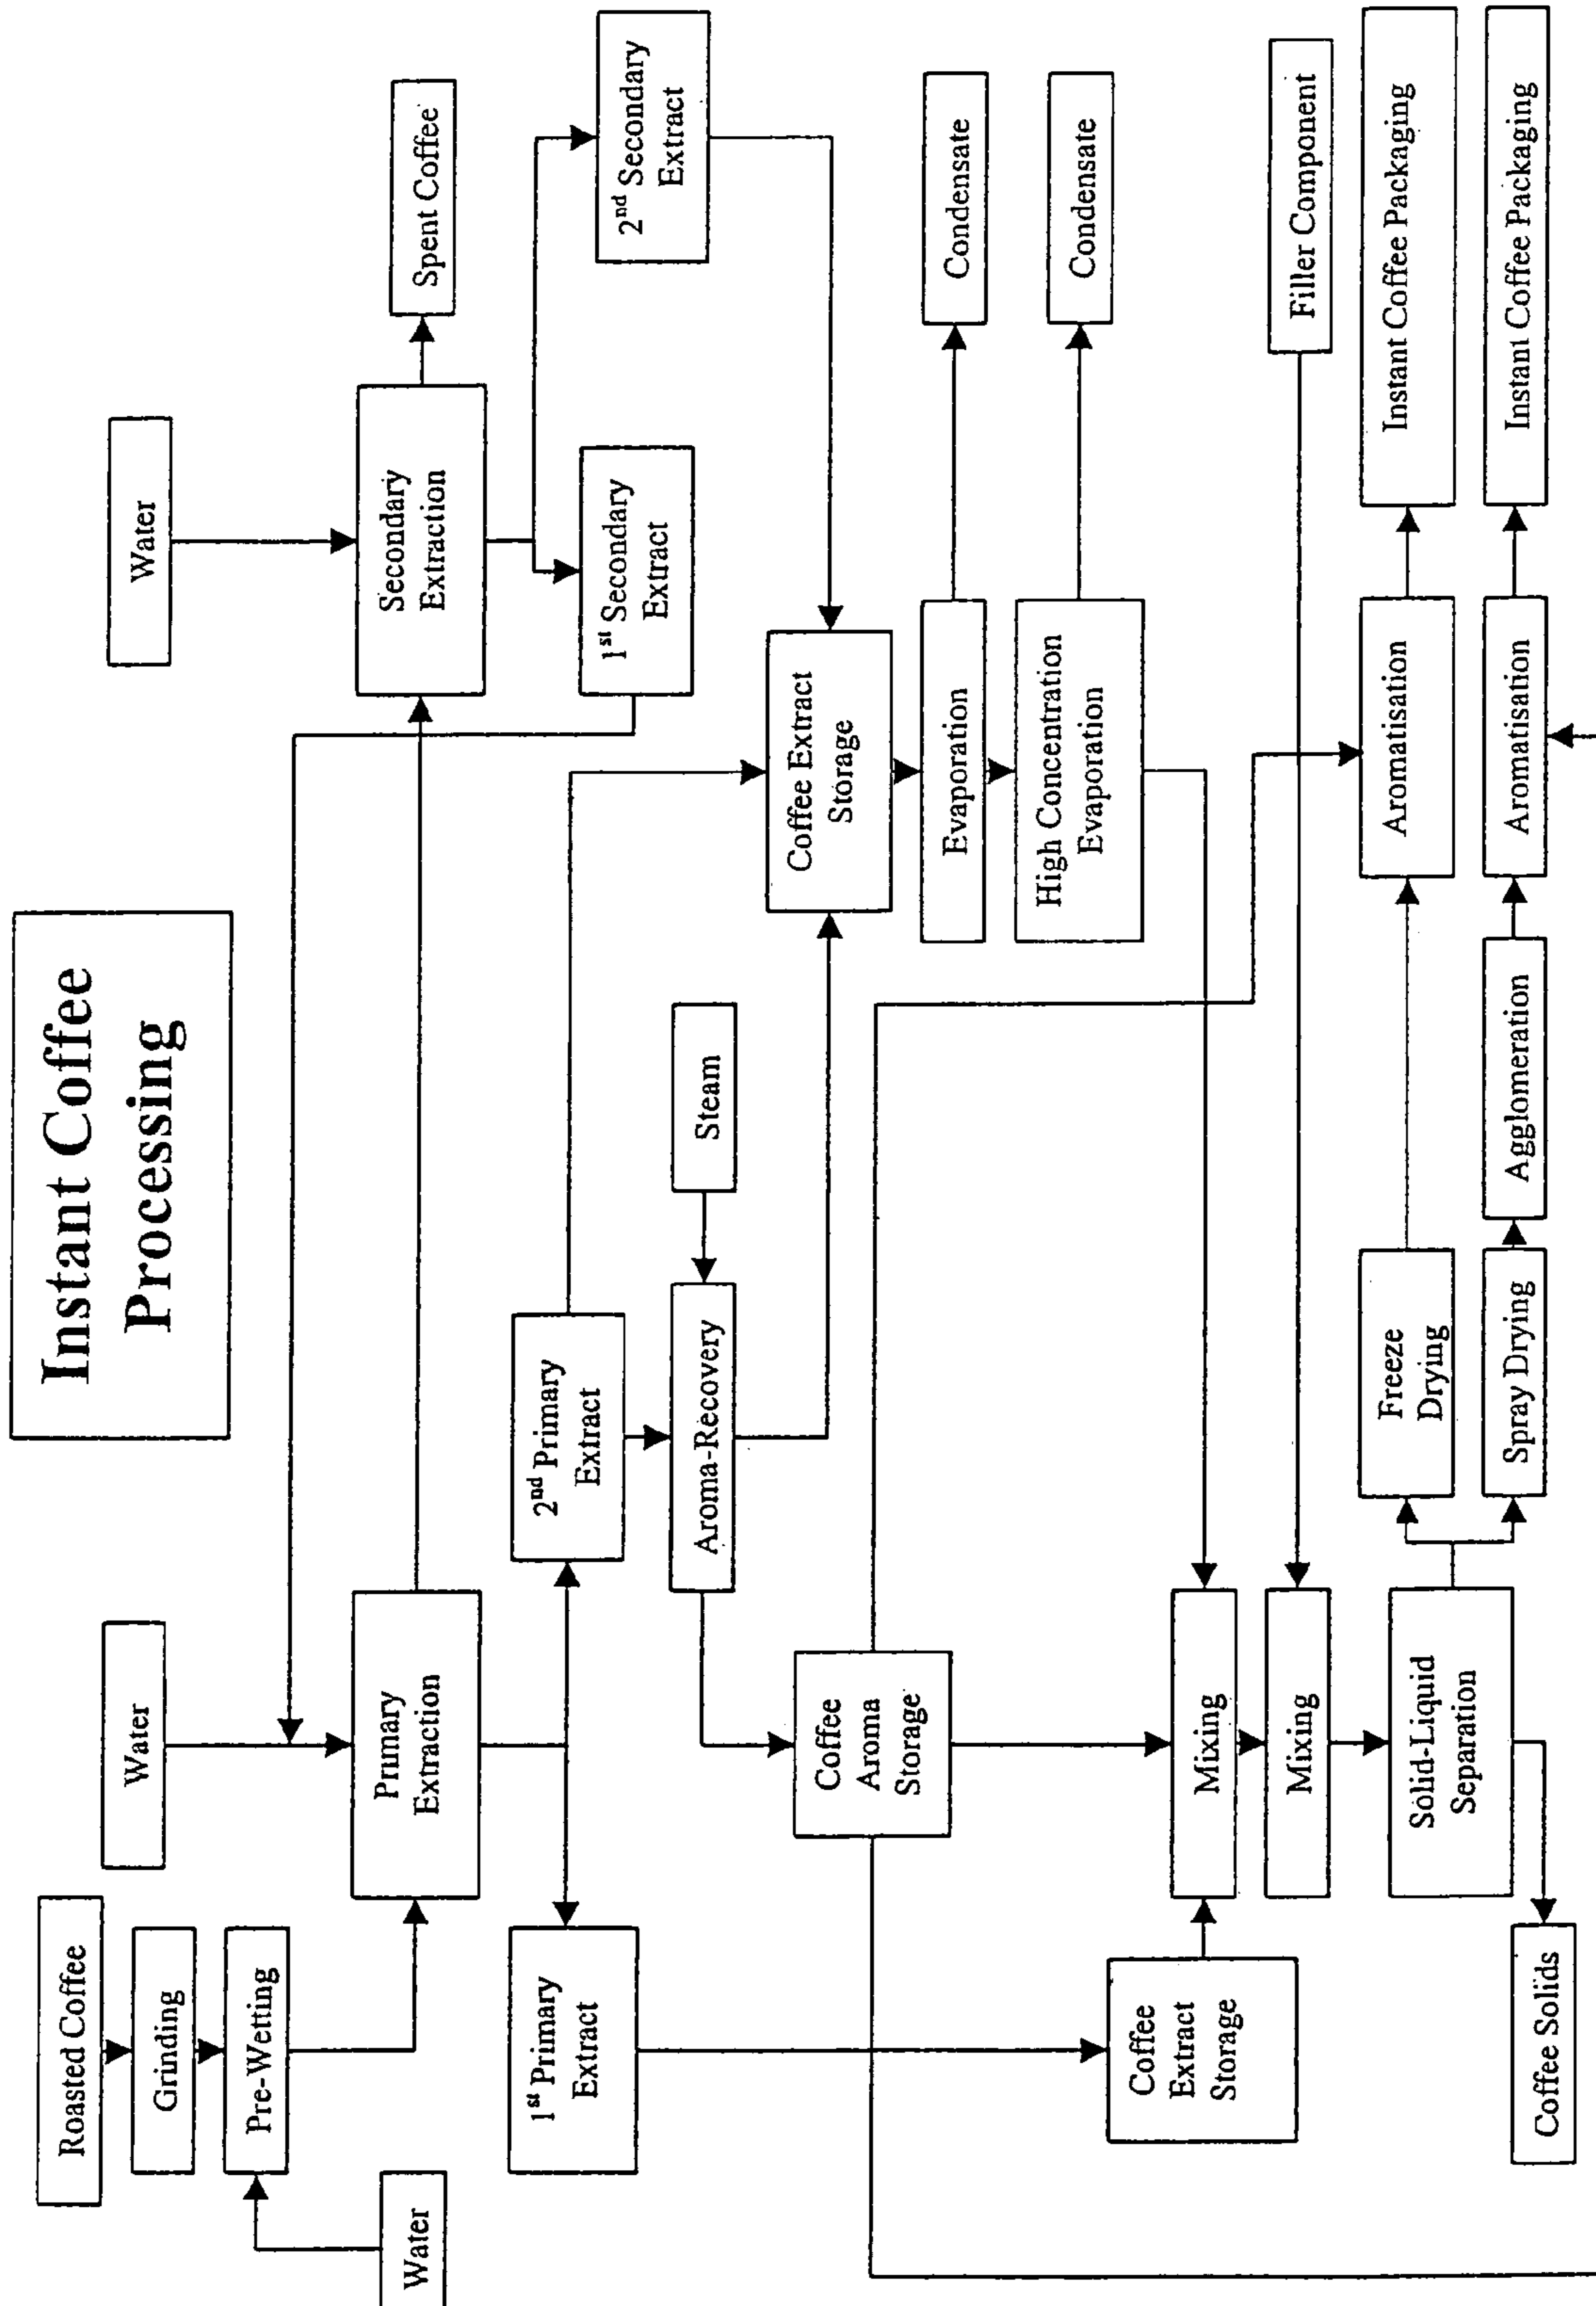 Instant Coffee
Processing
Roasted Coffee
Grinding
Pre-Wetting
Water
Water
Primary
Extraction
Water
Secondary
Extraction
Spent Coffee
1st Primary
Extract
2nd Primary
Extract
1st Secondary
Extract
2nd Secondary
Extract
Aroma-Recovery
Steam
Coffee
Aroma
Storage
Coffee Extract
Storage
Evaporation
Condensate
High Concentration
Evaporation
Condensate
Coffee
Extract
Storage
Mixing
Mixing
Filler Component
Solid-Liquid
Separation
Coffee Solids
Freeze
Drying
Aromatisation
Instant Coffee Packaging
Spray Drying
Agglomeration
Aromatisation
Instant Coffee Packaging